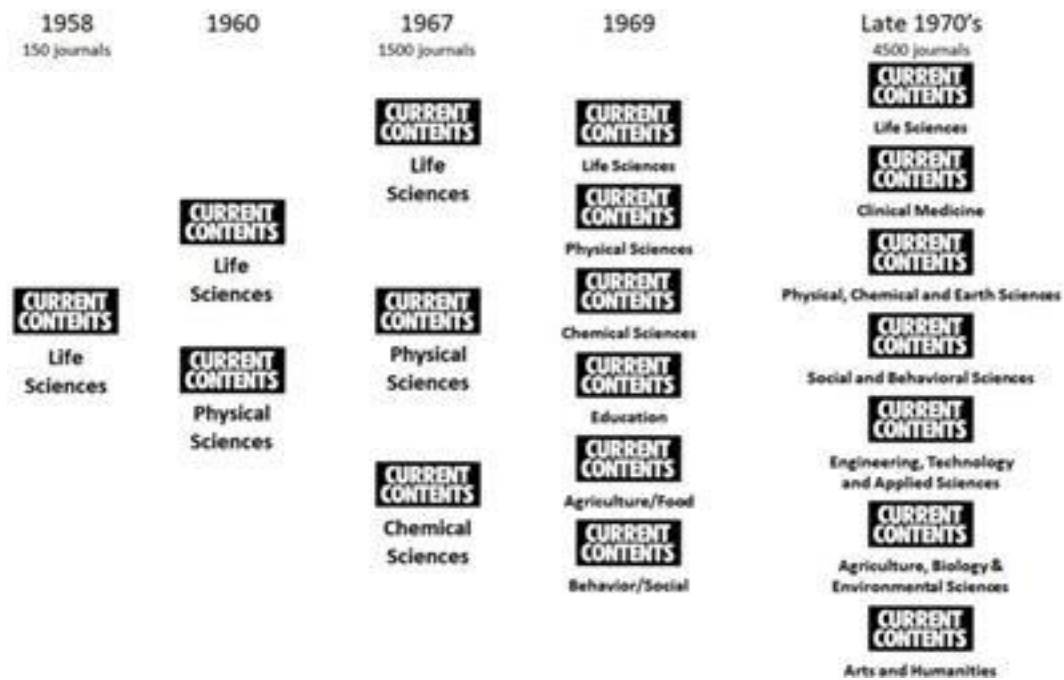 1958
150 journals
CURRENT
CONTENTS
Life
Sciences
1960
CURRENT
CONTENTS
Life
Sciences
CURRENT
CONTENTS
Physical
Sciences
1967
1500 journals
CURRENT
CONTENTS
Life
Sciences
CURRENT
CONTENTS
Physical
Sciences
CURRENT
CONTENTS
Chemical
Sciences
1969
CURRENT
CONTENTS
Life Sciences
CURRENT
CONTENTS
Physical Sciences
CURRENT
CONTENTS
Chemical Sciences
CURRENT
CONTENTS
Education
CURRENT
CONTENTS
Agriculture/Food
CURRENT
CONTENTS
Behavior/Social
Late 1970's
4500 journals
CURRENT
CONTENTS
Life Sciences
CURRENT
CONTENTS
Clinical Medicine
CURRENT
CONTENTS
Physical, Chemical and Earth Sciences
CURRENT
CONTENTS
Social and Behavioral Sciences
CURRENT
CONTENTS
Engineering, Technology
and Applied Sciences
CURRENT
CONTENTS
Agriculture, Biology &
Environmental Sciences
CURRENT
CONTENTS
Arts and Humanities